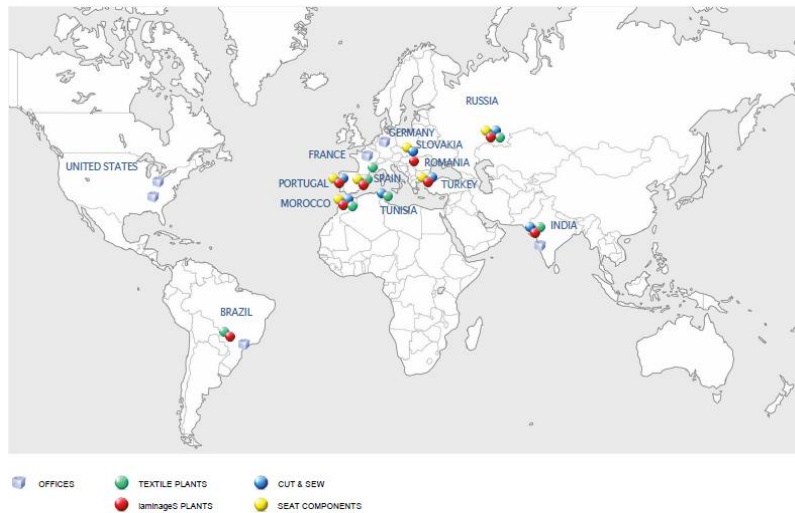 RUSSIA
GERMANY
SLOVAKIA
FRANCE
ROMANIA
UNITED STATES
SPAIN
PORTUGAL
TURKEY
MOROCCO
TUNISIA
INDIA
BRAZIL
OFFICES
TEXTILE PLANTS
CUT & SEW
laminageS PLANTS
SEAT COMPONENTS